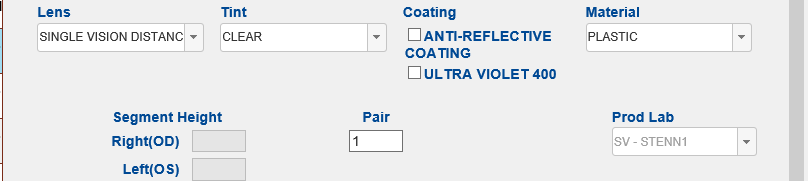 Lens Tint Coating Material
SINGLE VISION DISTANC CLEAR ANTI-REFLECTIVE PLASTIC
COATING
ULTRA VIOLET 400
Segment Height Pair Prod Lab
Right(OD) 1 SV - STENN1
Left(OS)